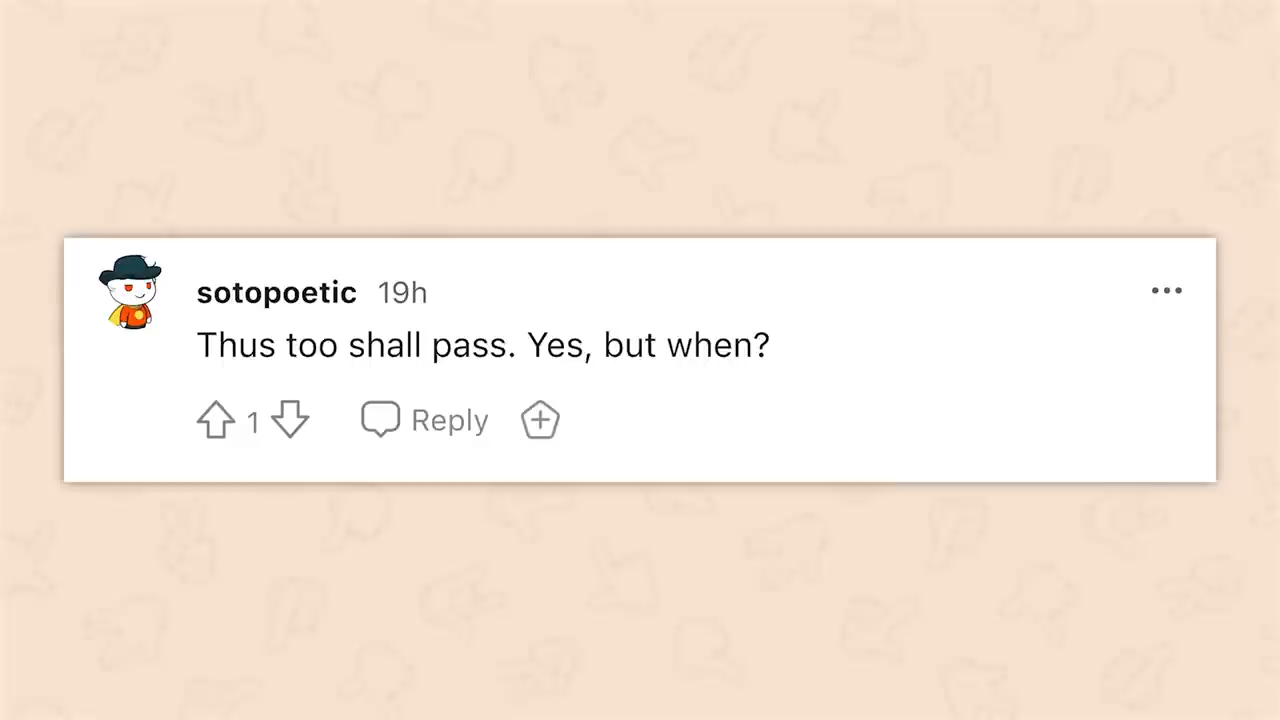 sotopoetic 19h
Thus too shall pass. Yes, but when?
1 Reply